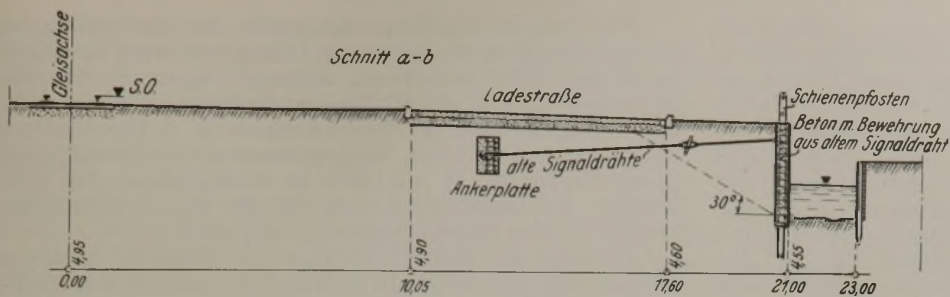 Schnitt a-b
Gleisachse
S.O.
Ladestraße
Schienenpfosten
Beton m. Bewehrung
aus altem Signaldraht
alte Signaldrähte
Ankerplatte
30°
4,95
4,90
4,60
4,55
0,00
10,05
17,60
21,00
23,00